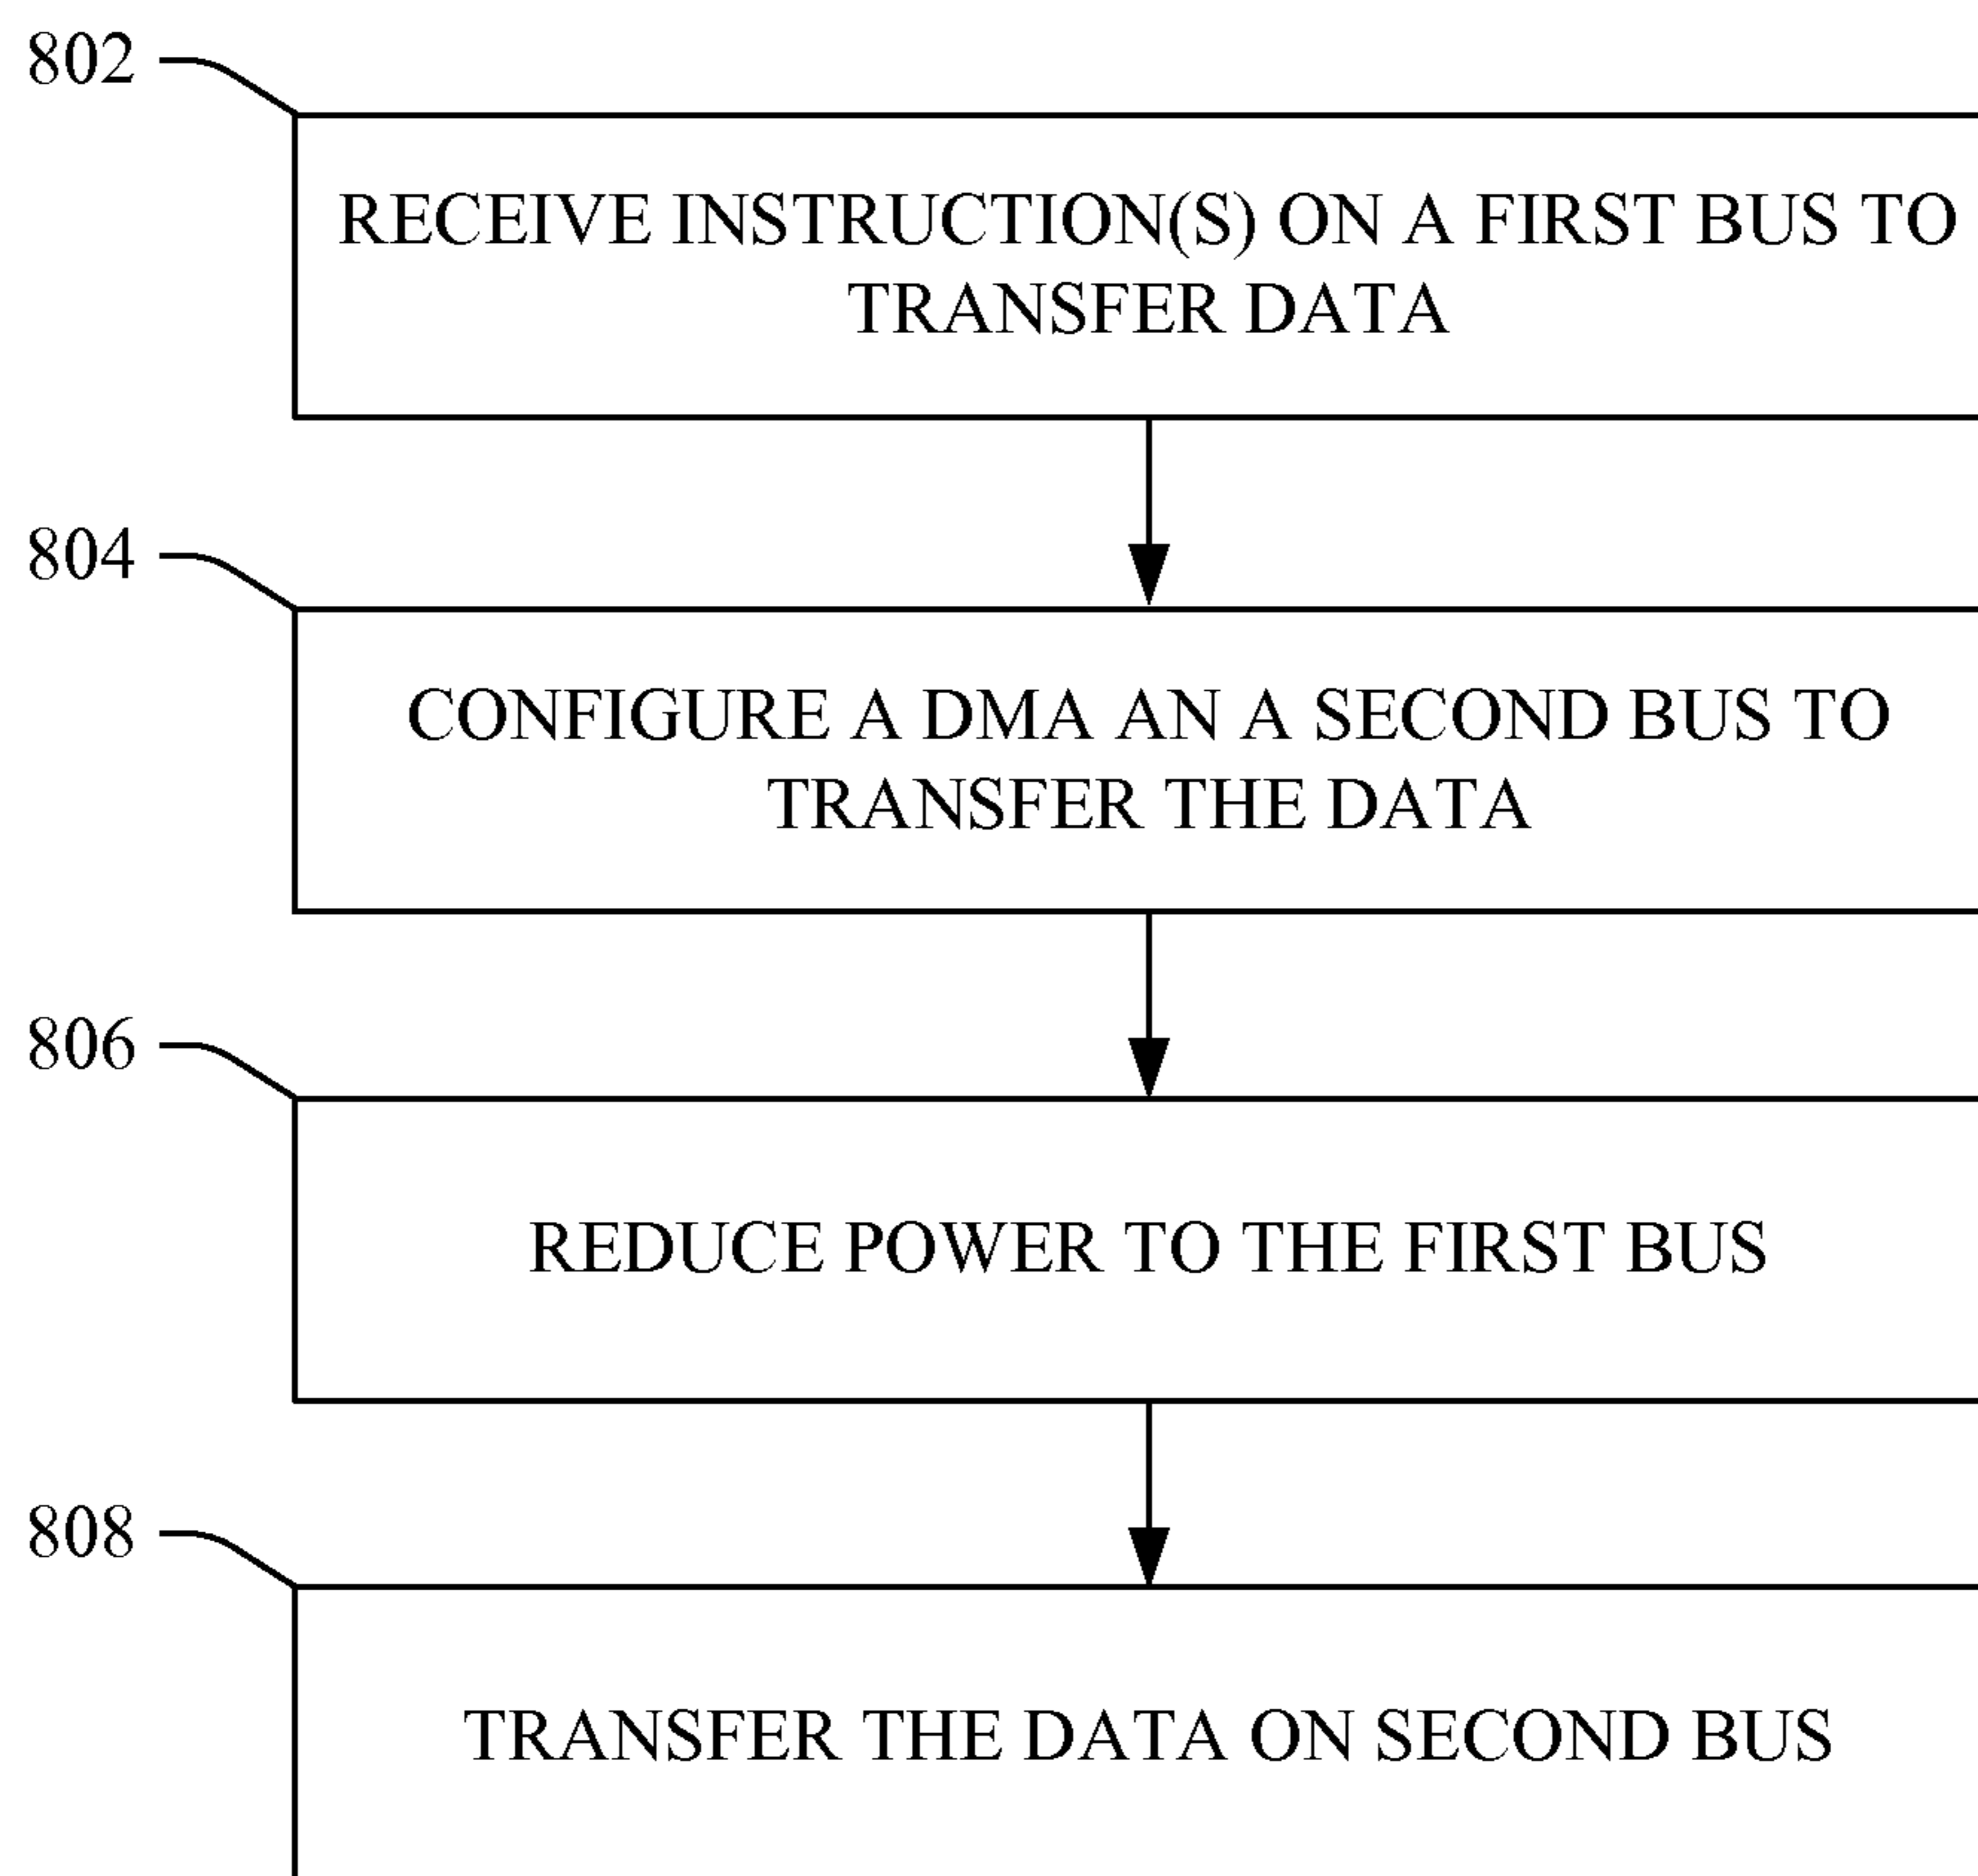 802
RECEIVE INSTRUCTION(S) ON A FIRST BUS TO
TRANSFER DATA
804
CONFIGURE A DMA AN A SECOND BUS TO
TRANSFER THE DATA
806
REDUCE POWER TO THE FIRST BUS
808
TRANSFER THE DATA ON SECOND BUS